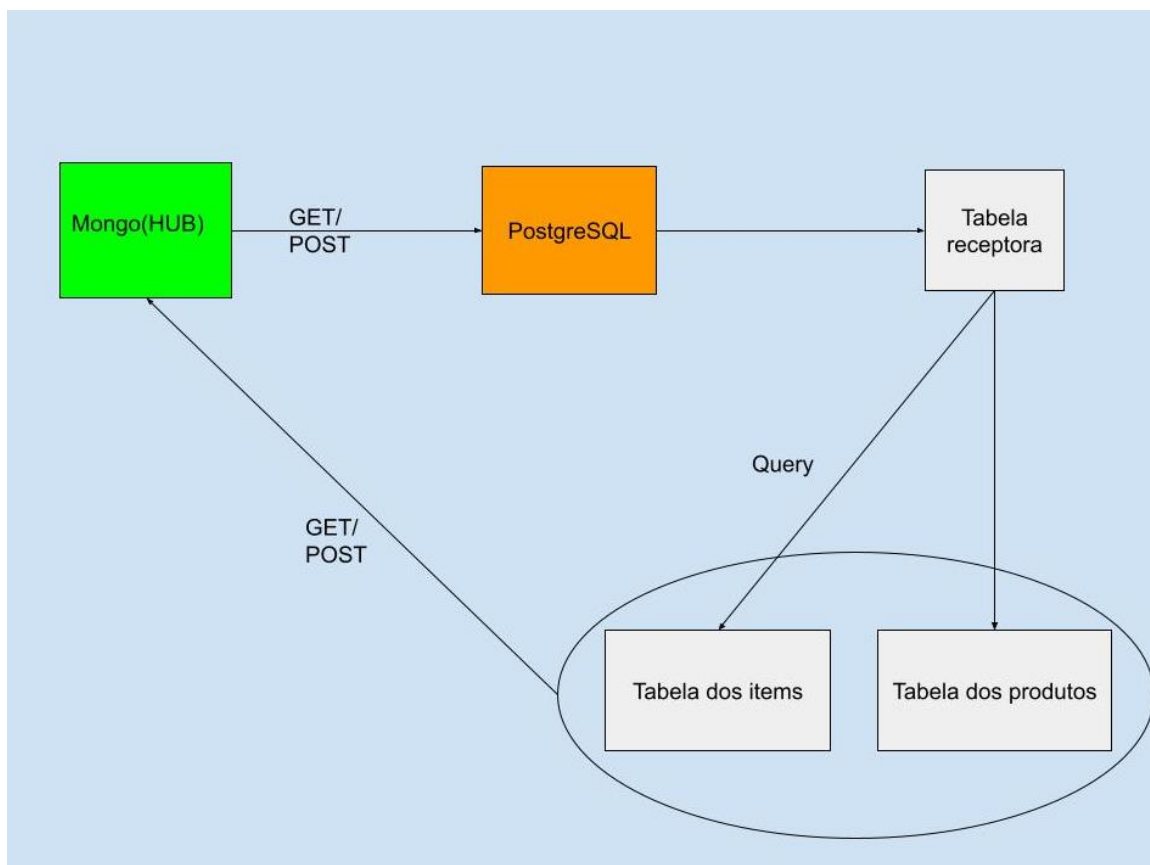 Mongo(HUB)
GET/
POST
PostgreSQL
Tabela
receptora
Query
GET/
POST
Tabela dos items
Tabela dos produtos